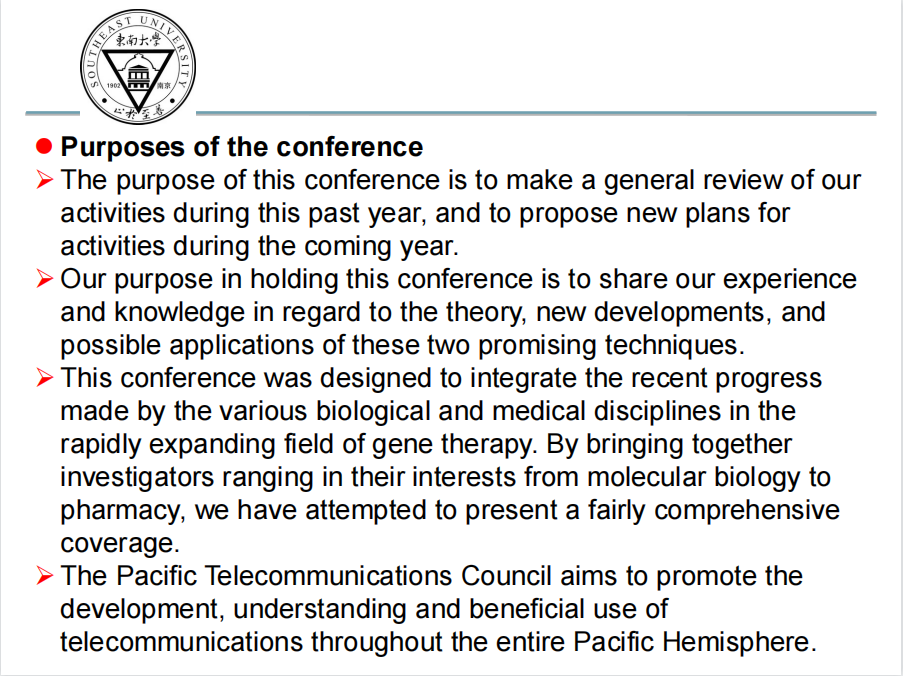 SOUTHEAST UNIVERSITY
東南大學
1902 南京
止於至善
Purposes of the conference
The purpose of this conference is to make a general review of our
activities during this past year, and to propose new plans for
activities during the coming year.
Our purpose in holding this conference is to share our experience
and knowledge in regard to the theory, new developments, and
possible applications of these two promising techniques.
This conference was designed to integrate the recent progress
made by the various biological and medical disciplines in the
rapidly expanding field of gene therapy. By bringing together
investigators ranging in their interests from molecular biology to
pharmacy, we have attempted to present a fairly comprehensive
coverage.
The Pacific Telecommunications Council aims to promote the
development, understanding and beneficial use of
telecommunications throughout the entire Pacific Hemisphere.